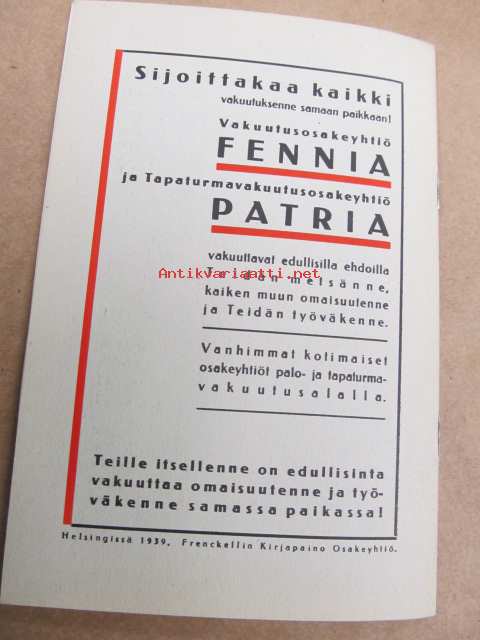 Sijoittakaa kaikki
vakuutuksenne samaan paikkaan!
Vakuutusosakeyhtiö
FENNIA
ja Tapaturmavakuutusosakeyhtiö
PATRIA
vakuuttavat edullisilla ehdoilla
Antikvariaatti.net
metsänne,
kaiken muun omaisuutenne
ja Teidän työväkenne.
Vanhimmat kotimaiset
osakeyhtiöt palo- ja tapaturma-
vakuutusalalla.
Teille itsellenne on edullisinta
vakuuttaa omaisuutenne ja työ-
väkenne samassa paikassa!
Helsingissä 1939. Frenckellin Kirjapaino Osakeyhtiö.